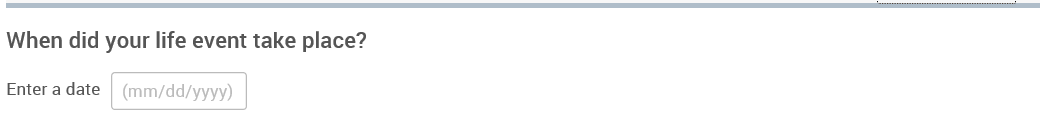 When did your life event take place?
Enter a date (mm/dd/yyyy)